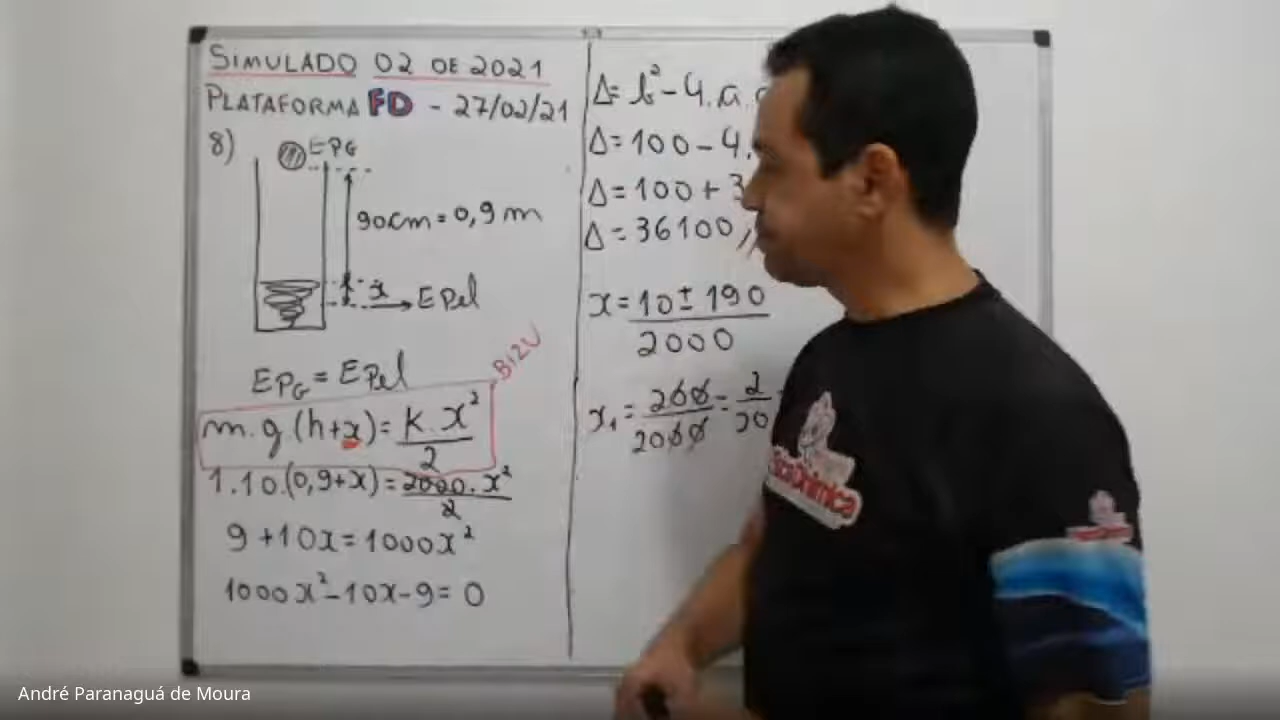 SIMULADO 02 DE 2021
PLATAFORMA FD - 27/02/21
8)
EPG
90cm = 0,9 m
x
EPel
EPG = EPel
BIZU
m.g.(h+x) = K.x²
2
1.10.(0,9+x) = 2000.x²
2
9 + 10x = 1000x²
1000x² - 10x - 9 = 0
Δ = b² - 4.a.
Δ = 100 - 4.
Δ = 100 + 3
Δ = 36100
x = 10 ± 190
2000
x₁ = 200 = 2
2000 20
André Paranaguá de Moura